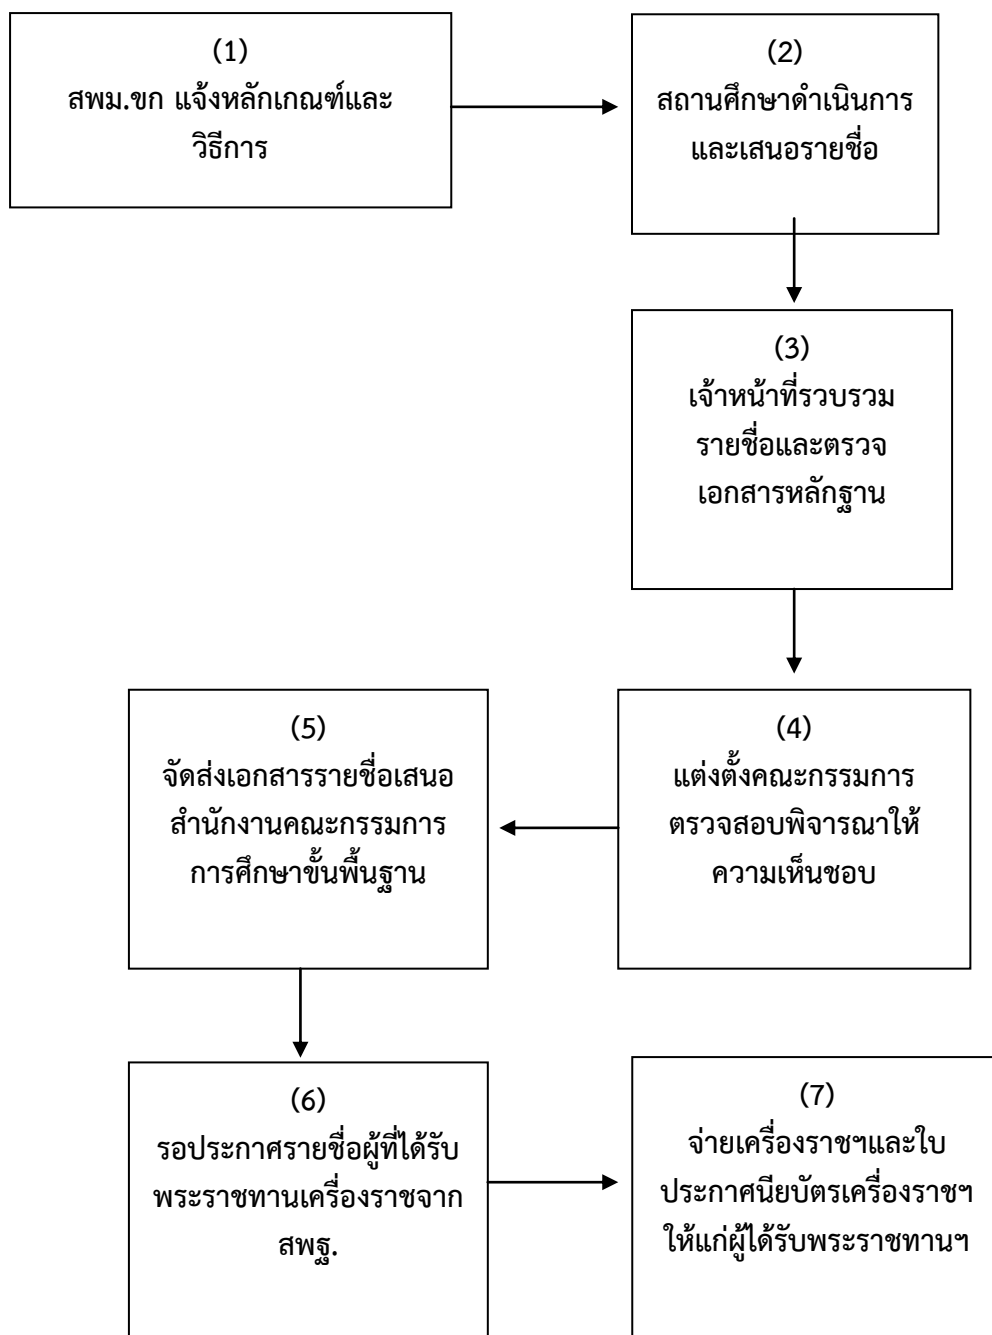 (1)
สพม.ขก แจ้งหลักเกณฑ์และ
วิธีการ
(2)
สถานศึกษาดำเนินการ
และเสนอรายชื่อ
(3)
เจ้าหน้าที่รวบรวม
รายชื่อและตรวจ
เอกสารหลักฐาน
(4)
แต่งตั้งคณะกรรมการ
ตรวจสอบพิจารณาให้
ความเห็นชอบ
(5)
จัดส่งเอกสารรายชื่อเสนอ
สำนักงานคณะกรรมการ
การศึกษาขั้นพื้นฐาน
(6)
รอประกาศรายชื่อผู้ที่ได้รับ
พระราชทานเครื่องราชจาก
สพฐ.
(7)
จ่ายเครื่องราชฯและใบ
ประกาศนียบัตรเครื่องราชฯ
ให้แก่ผู้ได้รับพระราชทานฯ